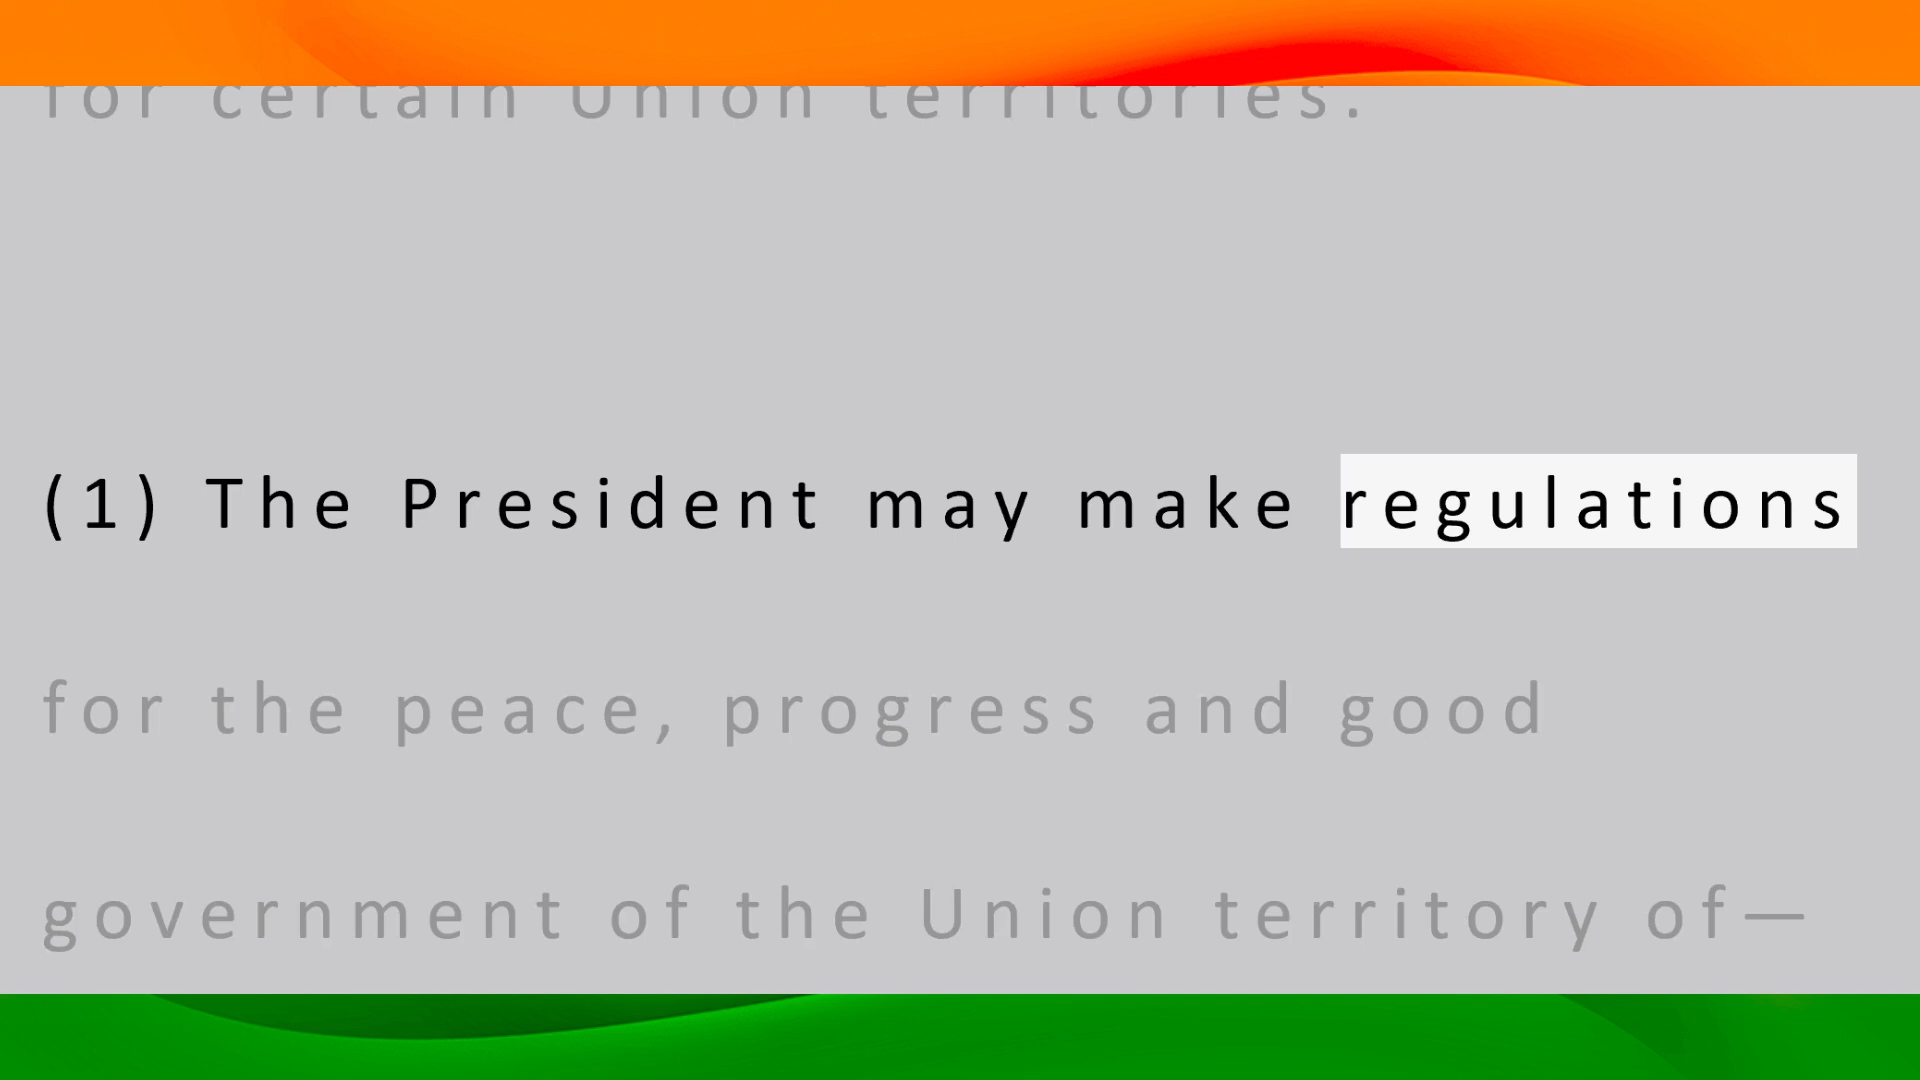 for certain Union territories.
(1) The President may make regulations
for the peace, progress and good
government of the Union territory of—